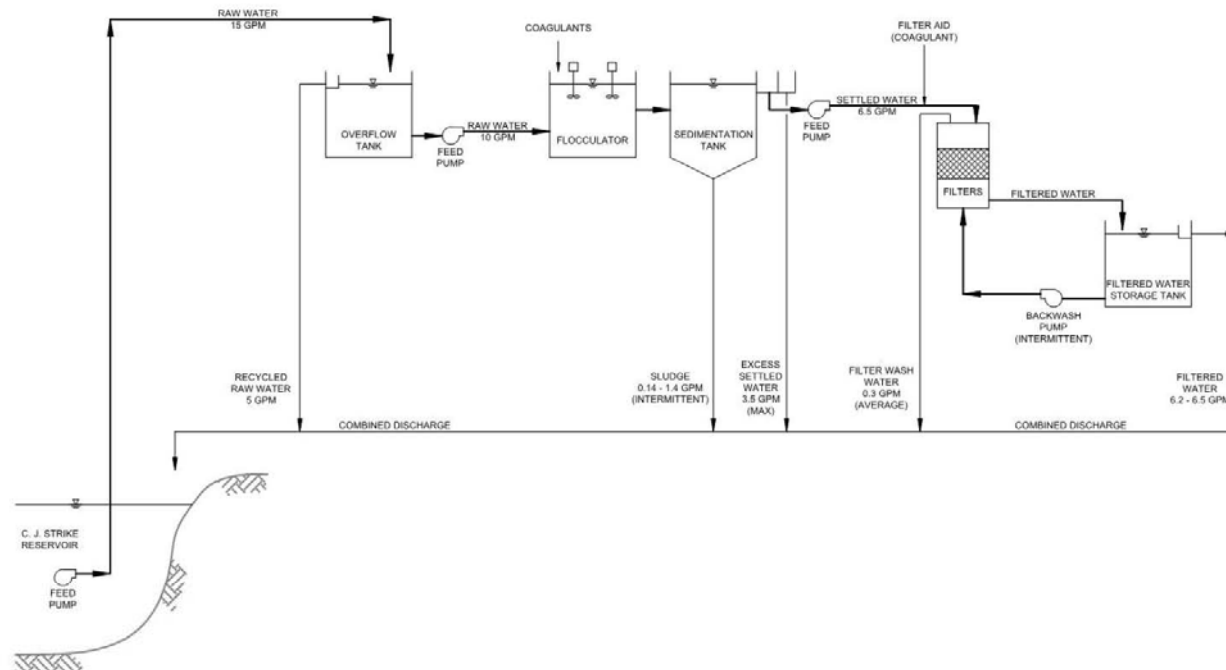 RAW WATER
15 GPM
COAGULANTS
FILTER AID
(COAGULANT)
OVERFLOW
TANK
FEED
PUMP
RAW WATER
10 GPM
FLOCCULATOR
SEDIMENTATION
TANK
FEED
PUMP
SETTLED WATER
6.5 GPM
FILTERS
FILTERED WATER
FILTERED WATER
STORAGE TANK
BACKWASH
PUMP
(INTERMITTENT)
RECYCLED
RAW WATER
5 GPM
SLUDGE
0.14 - 1.4 GPM
(INTERMITTENT)
EXCESS
SETTLED
WATER
3.5 GPM
(MAX)
FILTER WASH
WATER
0.3 GPM
(AVERAGE)
FILTERED
WATER
6.2 - 6.5 GPM
COMBINED DISCHARGE
COMBINED DISCHARGE
C. J. STRIKE
RESERVOIR
FEED
PUMP